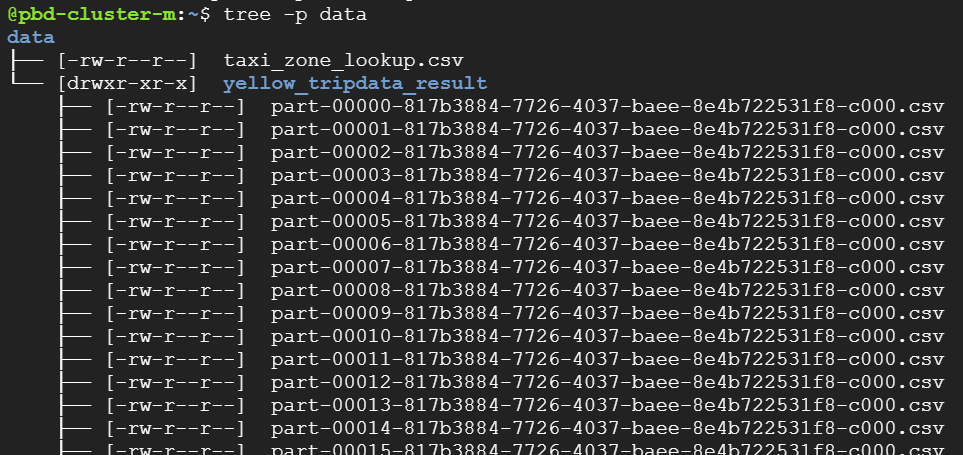 @pbd-cluster-m:~$ tree -p data
data
├── [-rw-r--r--]  taxi_zone_lookup.csv
└── [drwxr-xr-x]  yellow_tripdata_result
    ├── [-rw-r--r--]  part-00000-817b3884-7726-4037-baee-8e4b722531f8-c000.csv
    ├── [-rw-r--r--]  part-00001-817b3884-7726-4037-baee-8e4b722531f8-c000.csv
    ├── [-rw-r--r--]  part-00002-817b3884-7726-4037-baee-8e4b722531f8-c000.csv
    ├── [-rw-r--r--]  part-00003-817b3884-7726-4037-baee-8e4b722531f8-c000.csv
    ├── [-rw-r--r--]  part-00004-817b3884-7726-4037-baee-8e4b722531f8-c000.csv
    ├── [-rw-r--r--]  part-00005-817b3884-7726-4037-baee-8e4b722531f8-c000.csv
    ├── [-rw-r--r--]  part-00006-817b3884-7726-4037-baee-8e4b722531f8-c000.csv
    ├── [-rw-r--r--]  part-00007-817b3884-7726-4037-baee-8e4b722531f8-c000.csv
    ├── [-rw-r--r--]  part-00008-817b3884-7726-4037-baee-8e4b722531f8-c000.csv
    ├── [-rw-r--r--]  part-00009-817b3884-7726-4037-baee-8e4b722531f8-c000.csv
    ├── [-rw-r--r--]  part-00010-817b3884-7726-4037-baee-8e4b722531f8-c000.csv
    ├── [-rw-r--r--]  part-00011-817b3884-7726-4037-baee-8e4b722531f8-c000.csv
    ├── [-rw-r--r--]  part-00012-817b3884-7726-4037-baee-8e4b722531f8-c000.csv
    ├── [-rw-r--r--]  part-00013-817b3884-7726-4037-baee-8e4b722531f8-c000.csv
    ├── [-rw-r--r--]  part-00014-817b3884-7726-4037-baee-8e4b722531f8-c000.csv
    ├── [-rw-r--r--]  part-00015-817b3884-7726-4037-baee-8e4b722531f8-c000.csv